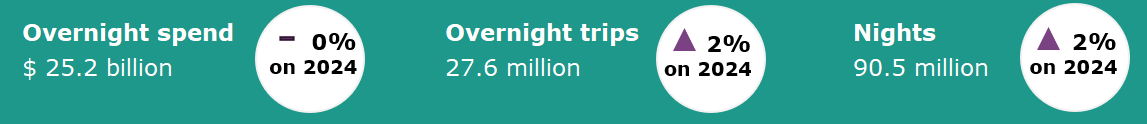 Overnight spend
$ 25.2 billion
0%
on 2024
Overnight trips
27.6 million
2%
on 2024
Nights
90.5 million
2%
on 2024